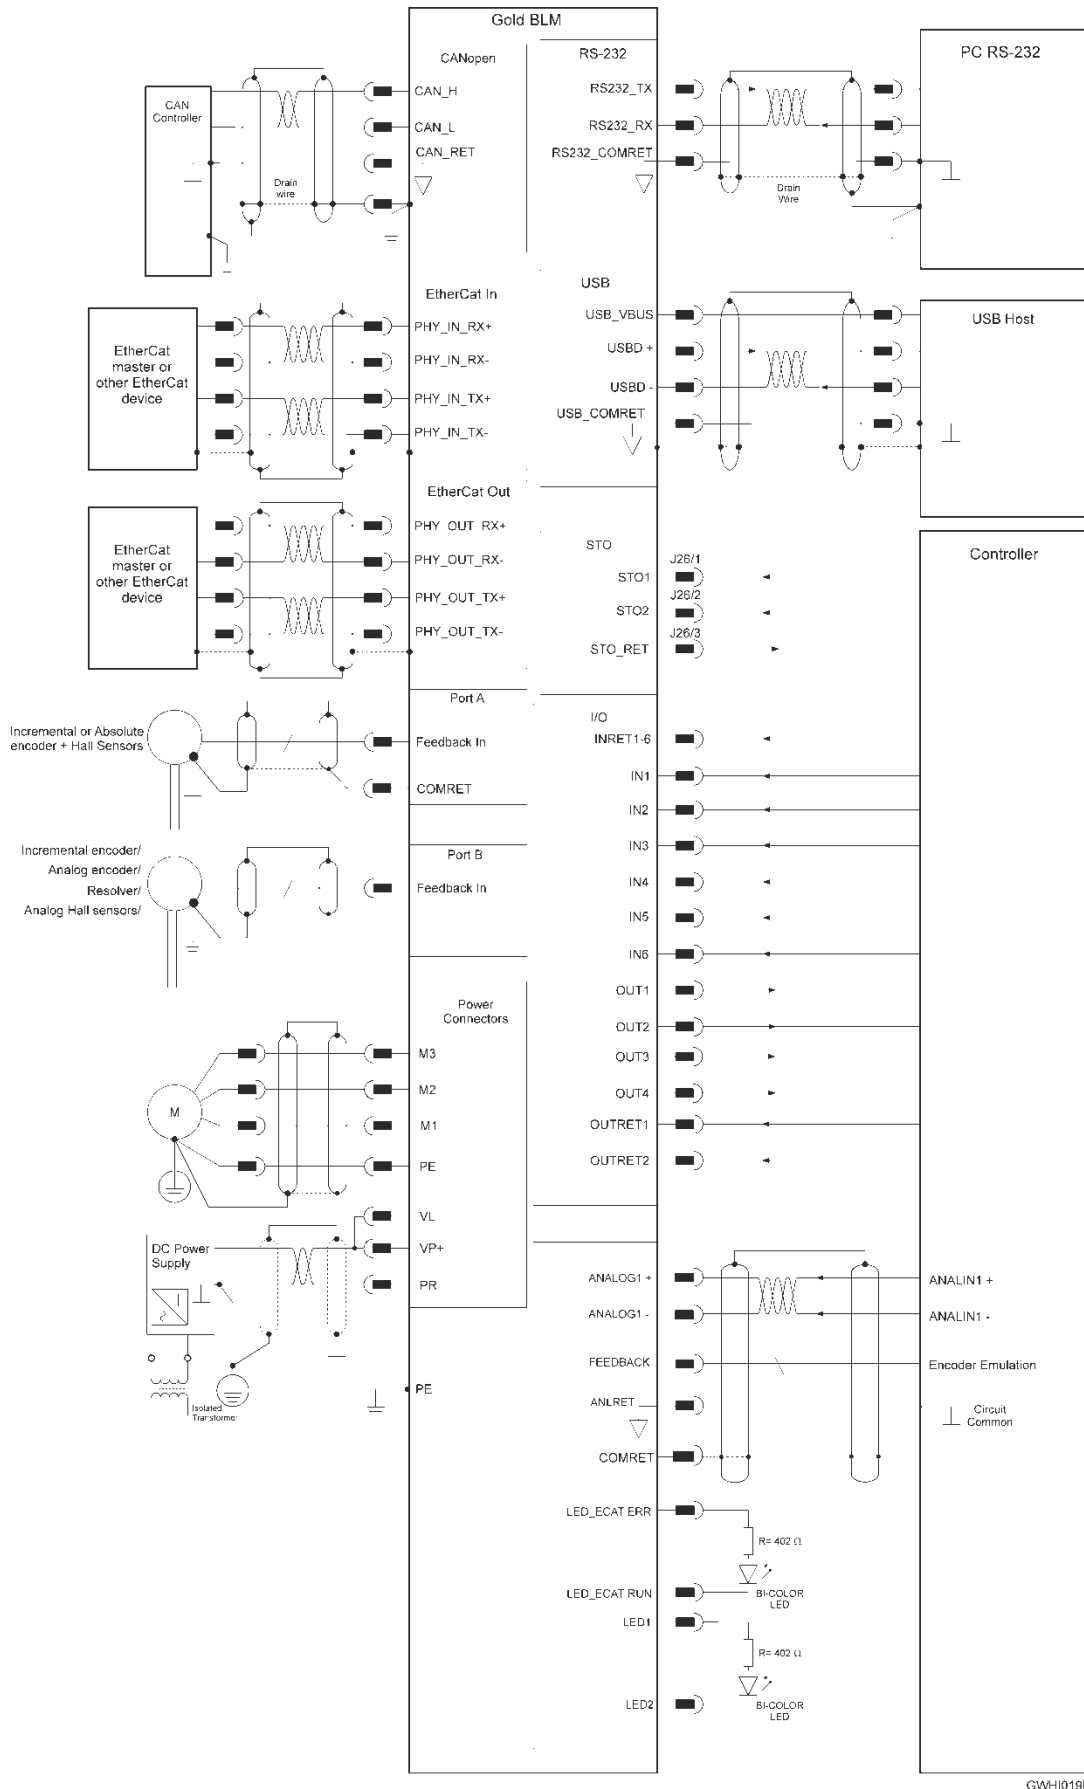 Gold BLM
CANopen
CAN
Controller
CAN_H
CAN_L
CAN_RET
Drain
wire
EtherCat In
EtherCat
master or
other EtherCat
device
PHY_IN_RX+
PHY_IN_RX-
PHY_IN_TX+
PHY_IN_TX-
EtherCat Out
EtherCat
master or
other EtherCat
device
PHY_OUT_RX+
PHY_OUT_RX-
PHY_OUT_TX+
PHY_OUT_TX-
Port A
Incremental or Absolute
encoder + Hall Sensors
Feedback In
COMRET
Port B
Incremental encoder/
Analog encoder/
Resolver/
Analog Hall sensors/
Feedback In
Power
Connectors
M
M3
M2
M1
PE
VL
VP+
PR
DC Power
Supply
Isolated
Transformer
PE
RS-232
RS232_TX
RS232_RX
RS232_COMRET
Drain
Wire
PC RS-232
USB
USB_VBUS
USBD +
USBD -
USB_COMRET
USB Host
STO
STO1
J26/1
STO2
J26/2
STO_RET
J26/3
Controller
I/O
INRET1-6
IN1
IN2
IN3
IN4
IN5
IN6
OUT1
OUT2
OUT3
OUT4
OUTRET1
OUTRET2
ANALOG1 +
ANALIN1 +
ANALOG1 -
ANALIN1 -
FEEDBACK
Encoder Emulation
ANLRET
Circuit
Common
COMRET
LED_ECAT ERR
R= 402 Ω
LED_ECAT RUN
BI-COLOR
LED
LED1
R= 402 Ω
LED2
BI-COLOR
LED